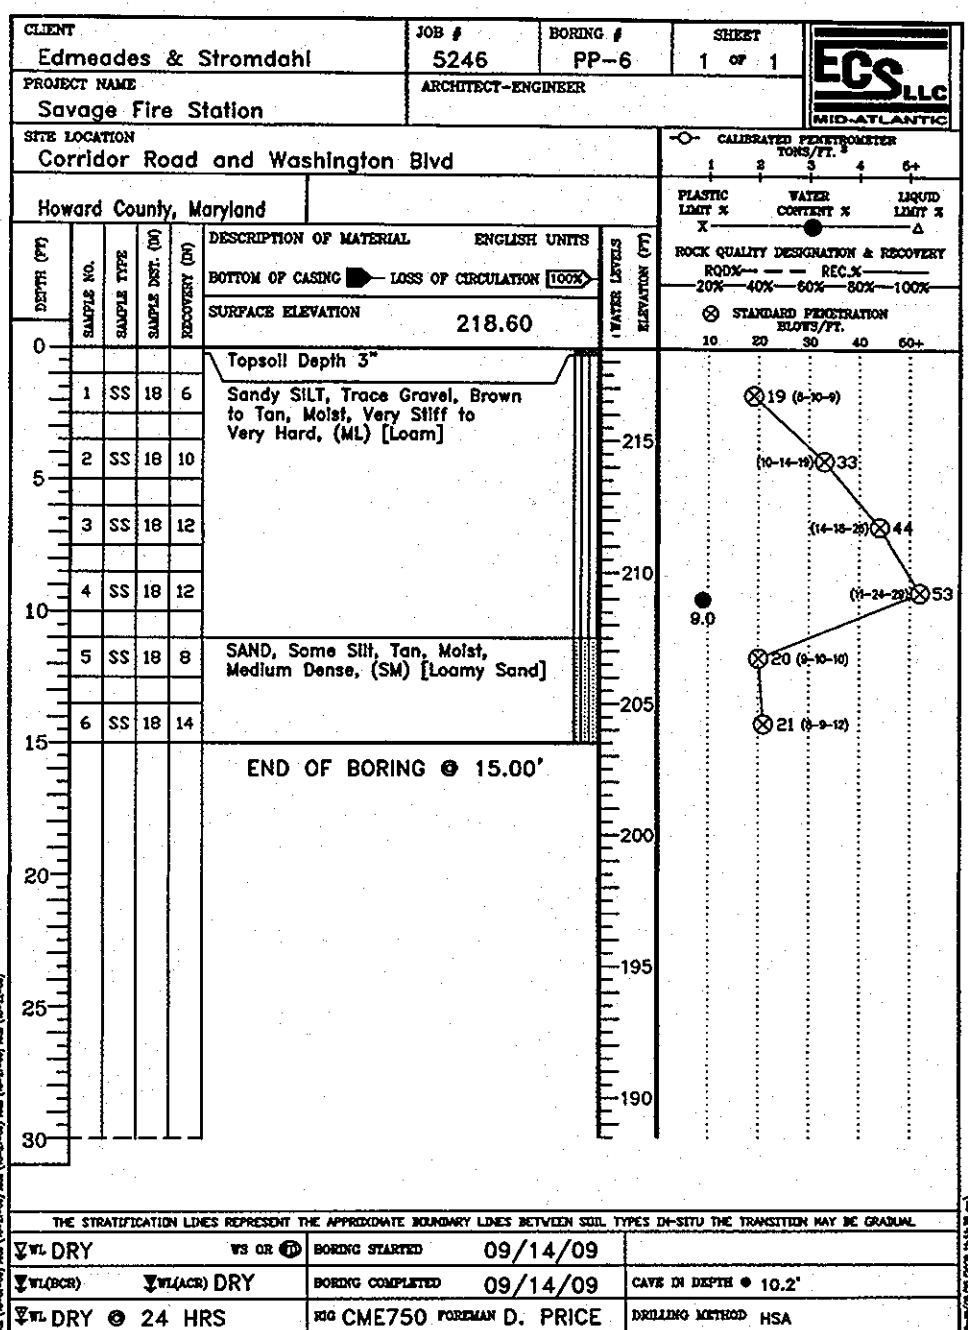 CLIENT
Edmeades & Stromdahl
JOB #
5246
BORING #
PP-6
SHEET
1 OF 1
ECS LLC
MID-ATLANTIC
PROJECT NAME
Savage Fire Station
ARCHITECT-ENGINEER
SITE LOCATION
Corridor Road and Washington Blvd
Howard County, Maryland
CALIBRATED PENETROMETER
TONS/FT. 2
1 2 3 4 5+
PLASTIC LIMIT % WATER CONTENT % LIQUID LIMIT %
X Δ
ROCK QUALITY DESIGNATION & RECOVERY
RQD% REC.%
20% 40% 60% 80% 100%
STANDARD PENETRATION
BLOWS/FT.
10 20 30 40 60+
DEPTH (FT)
SAMPLE NO.
SAMPLE TYPE
SAMPLE DIST. (IN)
RECOVERY (IN)
DESCRIPTION OF MATERIAL ENGLISH UNITS
BOTTOM OF CASING LOSS OF CIRCULATION 100%
SURFACE ELEVATION 218.60
WATER LEVELS
ELEVATION (FT)
0
Topsoil Depth 3"
1 SS 18 6
Sandy SILT, Trace Gravel, Brown
to Tan, Moist, Very Stiff to
Very Hard, (ML) [Loam]
19 (8-10-9)
215
2 SS 18 10
(10-14-19) 33
5
3 SS 18 12
44
210
4 SS 18 12
53
9.0
10
5 SS 18 8
SAND, Some Silt, Tan, Moist,
Medium Dense, (SM) [Loamy Sand]
20 (9-10-10)
205
6 SS 18 14
21 (8-9-12)
15
END OF BORING @ 15.00'
200
20
195
25
190
30
THE STRATIFICATION LINES REPRESENT THE APPROXIMATE BOUNDARY LINES BETWEEN SOIL TYPES IN-SITU THE TRANSITION MAY BE GRADUAL
WL DRY WS OR WD
BORING STARTED 09/14/09
WL(BCR) WL(ACR) DRY
BORING COMPLETED 09/14/09
CAVE IN DEPTH @ 10.2'
WL DRY @ 24 HRS
RIG CME750 FOREMAN D. PRICE
DRILLING METHOD HSA